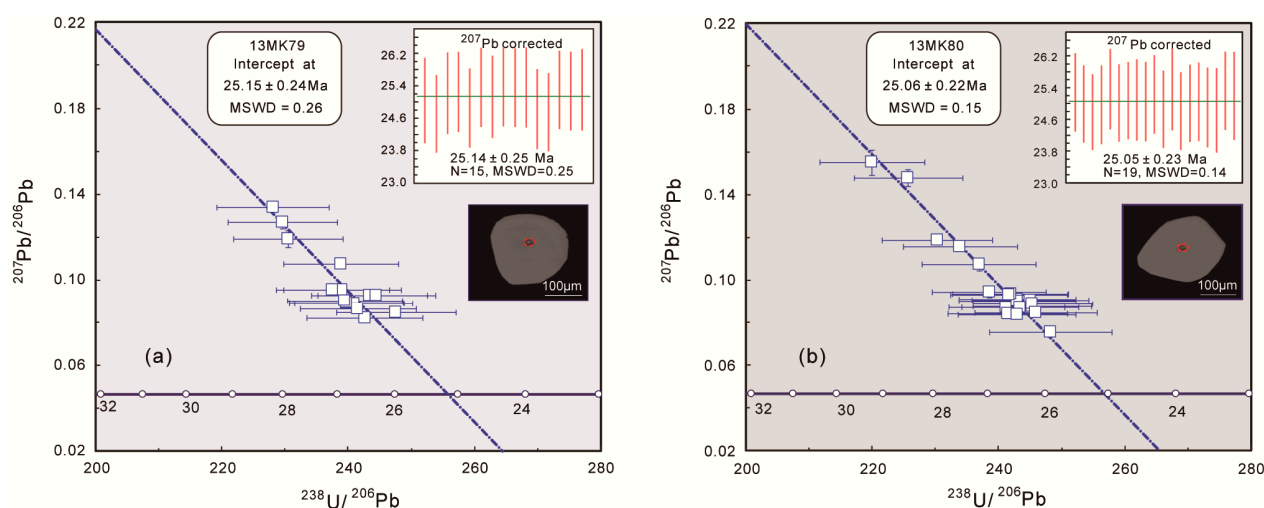 0.22
0.18
0.14
0.10
0.06
0.02
²⁰⁷Pb/²⁰⁶Pb
13MK79
Intercept at
25.15 ± 0.24Ma
MSWD = 0.26
²⁰⁷Pb corrected
26.2
25.4
24.6
23.8
23.0
25.14 ± 0.25 Ma
N=15, MSWD=0.25
100μm
(a)
32 30 28 26 24
200 220 240 260 280
²³⁸U/ ²⁰⁶Pb
0.22
0.18
0.14
0.10
0.06
0.02
²⁰⁷Pb/²⁰⁶Pb
13MK80
Intercept at
25.06 ± 0.22Ma
MSWD = 0.15
²⁰⁷Pb corrected
26.2
25.4
24.6
23.8
23.0
25.05 ± 0.23 Ma
N=19, MSWD=0.14
100μm
(b)
32 30 28 26 24
200 220 240 260 280
²³⁸U/ ²⁰⁶Pb